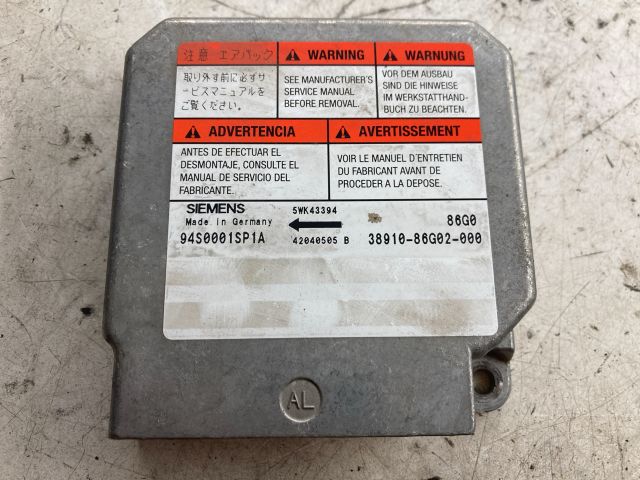 注意 エアバッグ
取り外す前に必ずサ
ービスマニュアルを
ご覧ください。
WARNING
SEE MANUFACTURER'S
SERVICE MANUAL
BEFORE REMOVAL.
WARNUNG
VOR DEM AUSBAU
SIND DIE HINWEISE
IM WERKSTATTHAND-
BUCH ZU BEACHTEN.
ADVERTENCIA
ANTES DE EFECTUAR EL
DESMONTAJE, CONSULTE EL
MANUAL DE SERVICIO DEL
FABRICANTE.
AVERTISSEMENT
VOIR LE MANUEL D'ENTRETIEN
DU FABRICANT AVANT DE
PROCEDER A LA DEPOSE.
SIEMENS 5WK43394 86G0
Made in Germany
94S0001SP1A 42040505 B 38910-86G02-000
AL